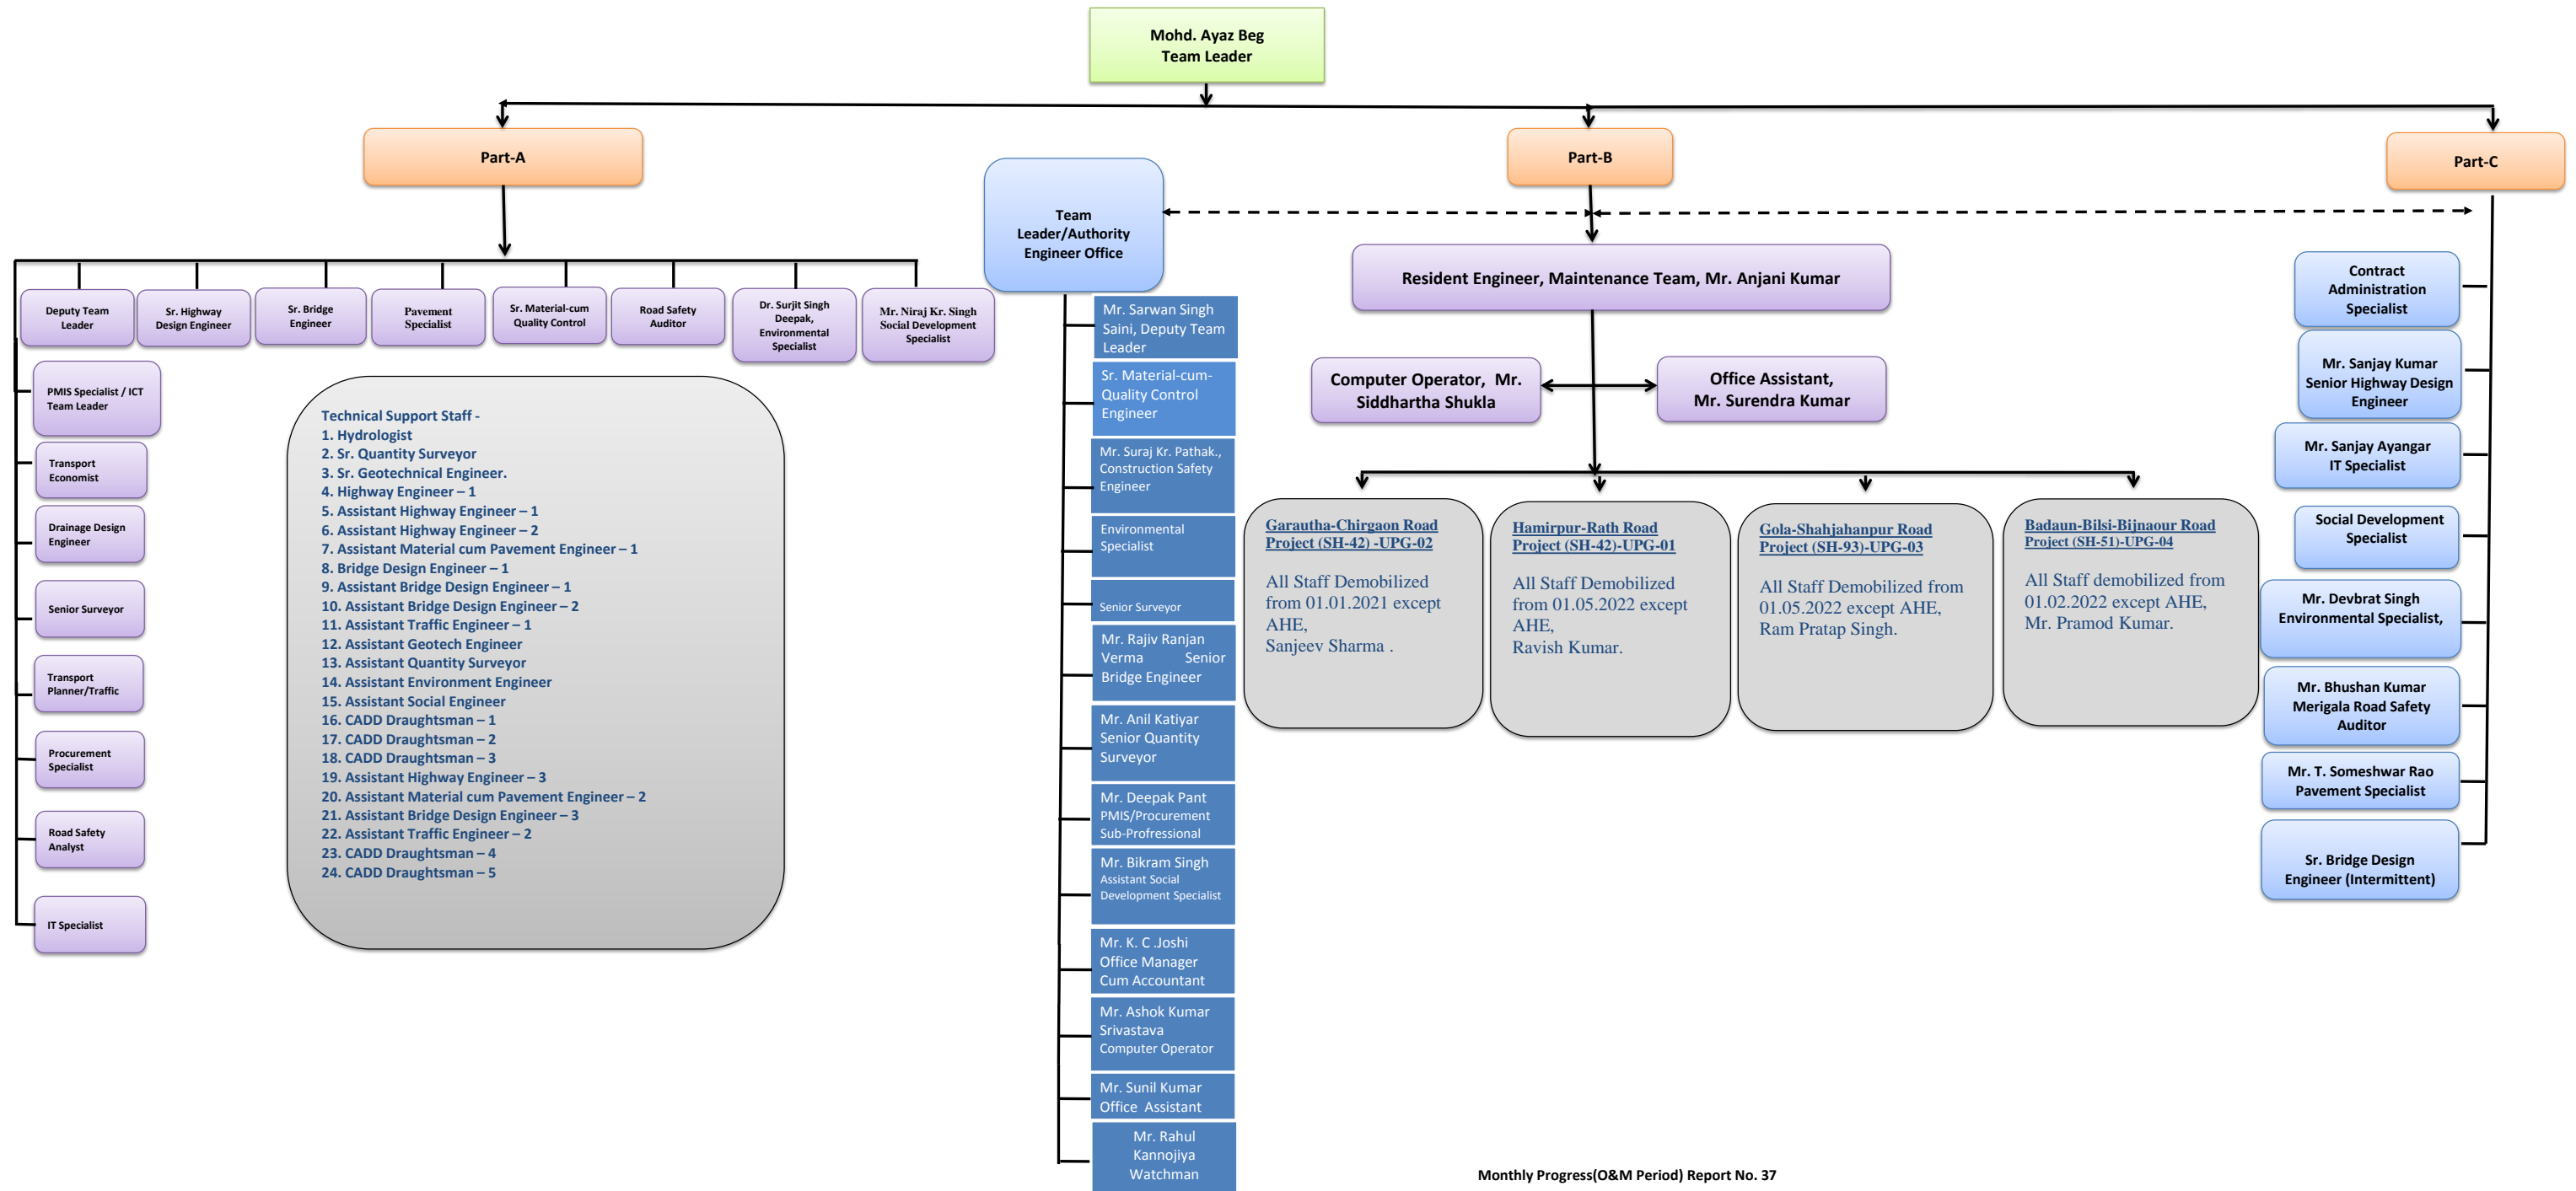 Mohd. Ayaz Beg
Team Leader
Part-A
Part-B
Part-C
Deputy Team
Leader
Sr. Highway
Design Engineer
Sr. Bridge
Engineer
Pavement
Specialist
Sr. Material-cum
Quality Control
Road Safety
Auditor
Dr. Surjit Singh
Deepak,
Environmental
Specialist
Mr. Niraj Kr. Singh
Social Development
Specialist
PMIS Specialist / ICT
Team Leader
Transport
Economist
Drainage Design
Engineer
Senior Surveyor
Transport
Planner/Traffic
Procurement
Specialist
Road Safety
Analyst
IT Specialist
Technical Support Staff -
1. Hydrologist
2. Sr. Quantity Surveyor
3. Sr. Geotechnical Engineer.
4. Highway Engineer – 1
5. Assistant Highway Engineer – 1
6. Assistant Highway Engineer – 2
7. Assistant Material cum Pavement Engineer – 1
8. Bridge Design Engineer – 1
9. Assistant Bridge Design Engineer – 1
10. Assistant Bridge Design Engineer – 2
11. Assistant Traffic Engineer – 1
12. Assistant Geotech Engineer
13. Assistant Quantity Surveyor
14. Assistant Environment Engineer
15. Assistant Social Engineer
16. CADD Draughtsman – 1
17. CADD Draughtsman – 2
18. CADD Draughtsman – 3
19. Assistant Highway Engineer – 3
20. Assistant Material cum Pavement Engineer – 2
21. Assistant Bridge Design Engineer – 3
22. Assistant Traffic Engineer – 2
23. CADD Draughtsman – 4
24. CADD Draughtsman – 5
Team
Leader/Authority
Engineer Office
Mr. Sarwan Singh
Saini, Deputy Team
Leader
Sr. Material-cum-
Quality Control
Engineer
Mr. Suraj Kr. Pathak.,
Construction Safety
Engineer
Environmental
Specialist
Senior Surveyor
Mr. Rajiv Ranjan
Verma Senior
Bridge Engineer
Mr. Anil Katiyar
Senior Quantity
Surveyor
Mr. Deepak Pant
PMIS/Procurement
Sub-Profressional
Mr. Bikram Singh
Assistant Social
Development Specialist
Mr. K. C .Joshi
Office Manager
Cum Accountant
Mr. Ashok Kumar
Srivastava
Computer Operator
Mr. Sunil Kumar
Office Assistant
Mr. Rahul
Kannojiya
Watchman
Resident Engineer, Maintenance Team, Mr. Anjani Kumar
Computer Operator, Mr.
Siddhartha Shukla
Office Assistant,
Mr. Surendra Kumar
Garautha-Chirgaon Road
Project (SH-42) -UPG-02
All Staff Demobilized
from 01.01.2021 except
AHE,
Sanjeev Sharma .
Hamirpur-Rath Road
Project (SH-42)-UPG-01
All Staff Demobilized
from 01.05.2022 except
AHE,
Ravish Kumar.
Gola-Shahjahanpur Road
Project (SH-93)-UPG-03
All Staff Demobilized from
01.05.2022 except AHE,
Ram Pratap Singh.
Badaun-Bilsi-Bijnaour Road
Project (SH-51)-UPG-04
All Staff demobilized from
01.02.2022 except AHE,
Mr. Pramod Kumar.
Contract
Administration
Specialist
Mr. Sanjay Kumar
Senior Highway Design
Engineer
Mr. Sanjay Ayangar
IT Specialist
Social Development
Specialist
Mr. Devbrat Singh
Environmental Specialist,
Mr. Bhushan Kumar
Merigala Road Safety
Auditor
Mr. T. Someshwar Rao
Pavement Specialist
Sr. Bridge Design
Engineer (Intermittent)
Monthly Progress(O&M Period) Report No. 37